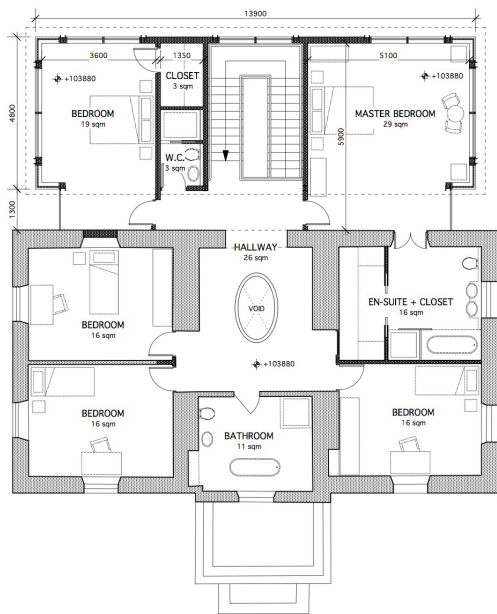 13900
3600
1350
5100
+103880
CLOSET
3 sqm
+103880
4800
BEDROOM
19 sqm
MASTER BEDROOM
29 sqm
5900
W.C.
3 sqm
1300
HALLWAY
26 sqm
EN-SUITE + CLOSET
16 sqm
VOID
BEDROOM
16 sqm
+103880
BEDROOM
16 sqm
BEDROOM
16 sqm
BATHROOM
11 sqm